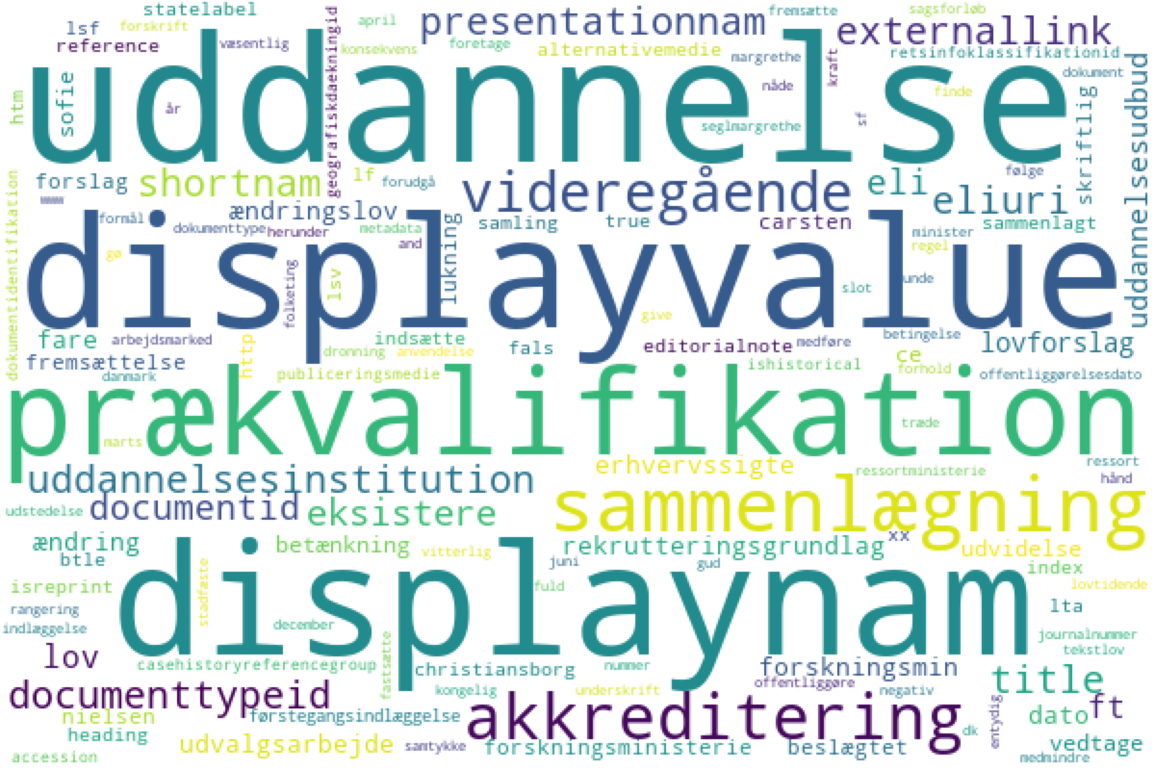 statelabel
lsf forskrift
presentationnam
fremsætte
sagsforløb
externallink
reference
væsentlig
konsekvens
foretage
alternativemedie
margrethe
kraft
retsinfoklassifikationid
htm
sofie
uddannelse
år
geografiskdaekningid
nåde
seglmargrethe
sf
finde
dokument
skriftlig
uddannelsesudbud
forslag
shortnam
lf
forudgå
videregående
eli
følge
eliuri
www
formål
ændringslov
dokumenttype
herunder
metadata
and
samling
true
carsten
minister
sammenlagt
regel
dokumentidentifikation
displayvalue
gø
folketing
lsv
lukning
slot
unde
give
fare
arbejdsmarked
http
dronning
indsætte
anvendelse
fals
editorialnote
medføre
betingelse
lovforslag
fremsættelse
danmark
publiceringsmedie
ishistorical
ce
forhold
offentliggørelsesdato
prækvalifikation
marts
træde
uddannelsesinstitution
erhvervssigte
ressortministerie
ressort
hånd
udstedelse
documentid
eksistere
sammenlægning
ændring
btle
betænkning
vitterlig
rekrutteringsgrundlag
xx
udvidelse
index
isreprint
stadfæste
displaynam
juni
gud
fuld
lovtidende
rangering
indlæggelse
december
lta
journalnummer
tekstlov
lov
casehistoryreferencegroup
fastsætte
christiansborg
nummer
forskningsmin
title
documenttypeid
kongelig
underskrift
offentliggøre
negativ
entydig
nielsen
heading
førstegangsindlæggelse
akkreditering
dk
dato
ft
accession
udvalgsarbejde
samtykke
forskningsministerie
beslægtet
vedtage
medmindre
april